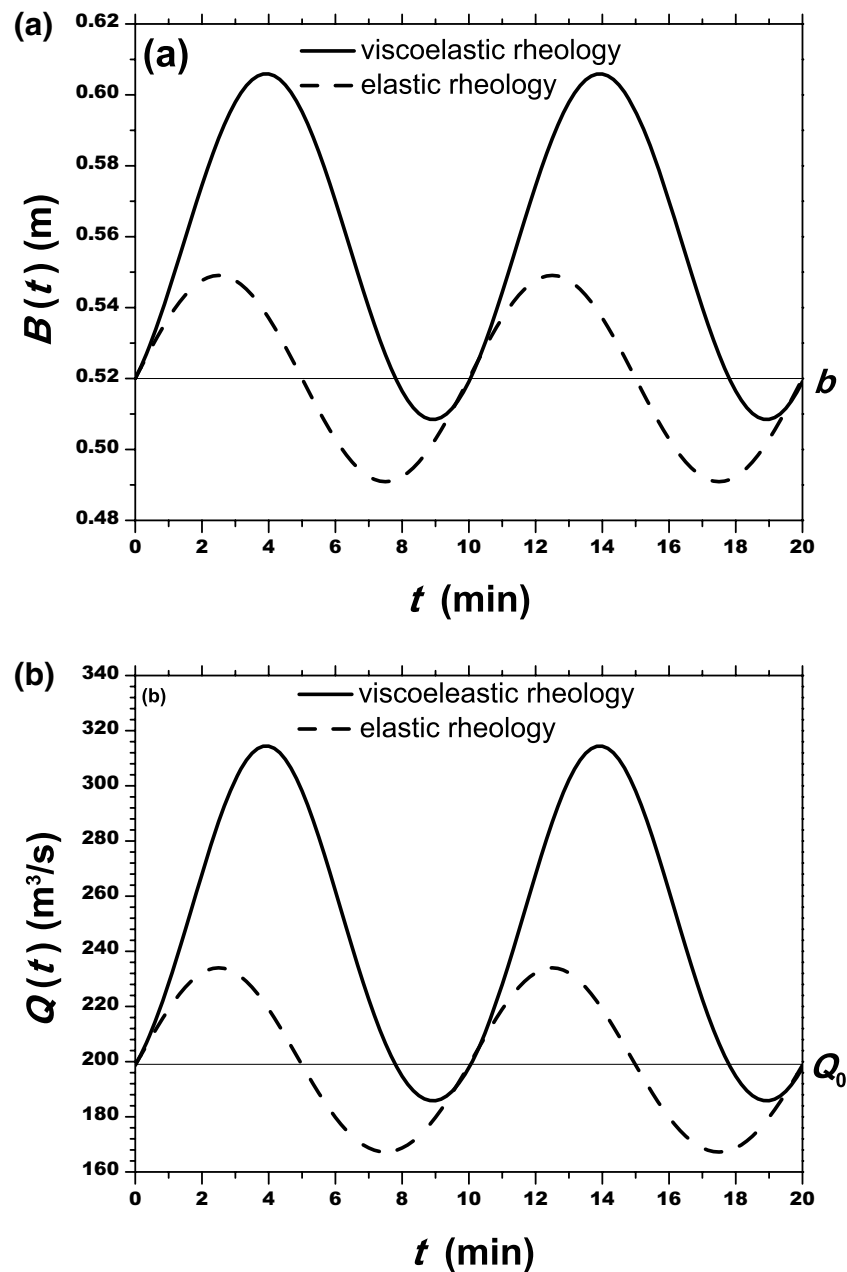 (a)
(a)
viscoelastic rheology
elastic rheology
0.62
0.60
0.58
0.56
0.54
0.52
0.50
0.48
B(t) (m)
b
0 2 4 6 8 10 12 14 16 18 20
t (min)
(b)
(b)
viscoeleastic rheology
elastic rheology
340
320
300
280
260
240
220
200
180
160
Q(t) (m³/s)
Q₀
0 2 4 6 8 10 12 14 16 18 20
t (min)